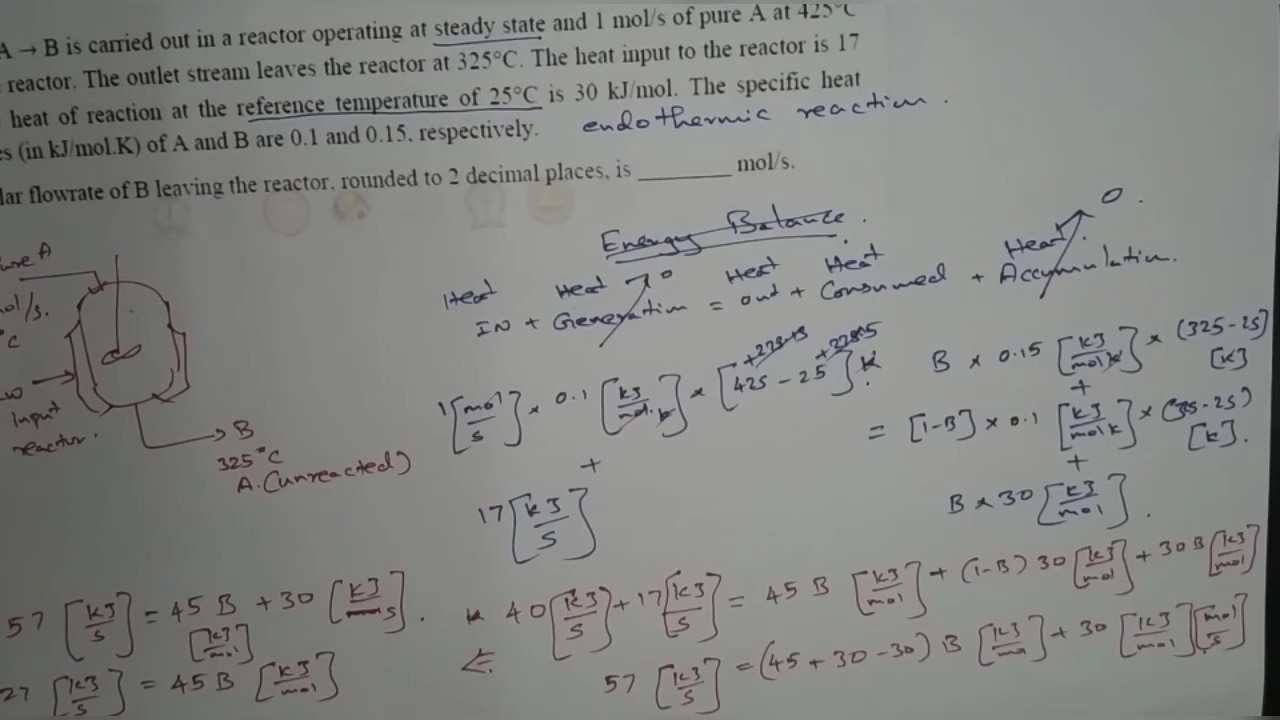 A → B is carried out in a reactor operating at steady state and 1 mol/s of pure A at 425°C
reactor. The outlet stream leaves the reactor at 325°C. The heat input to the reactor is 17
heat of reaction at the reference temperature of 25°C is 30 kJ/mol. The specific heat
es (in kJ/mol.K) of A and B are 0.1 and 0.15, respectively. endothermic reaction.
lar flowrate of B leaving the reactor, rounded to 2 decimal places, is ________ mol/s.
Energy Balance.
Heat IN + Heat Generation → 0 = Heat out + Heat Consumed + Heat Accumulation. → 0.
ure A
mol/s.
°C
Input
reactor.
B
325°C
A. (unreacted)
1 [mol/s] × 0.1 [kJ/mol.k] × [425 - 25] k.
+
17 [kJ/s]
B × 0.15 [kJ/molk] × (325-25) [k]
+
= [1-B] × 0.1 [kJ/molk] × (325-25) [k].
+
B × 30 [kJ/mol].
40 [kJ/s] + 17 [kJ/s] = 45 B [kJ/mol] + (1-B) 30 [kJ/mol] + 30 B [kJ/mol]
57 [kJ/s] = (45 + 30 - 30) B [kJ/mol] + 30 [kJ/mol] [mol/s]
57 [kJ/s] = 45 B [kJ/mol] + 30 [kJ/s].
27 [kJ/s] = 45 B [kJ/mol]